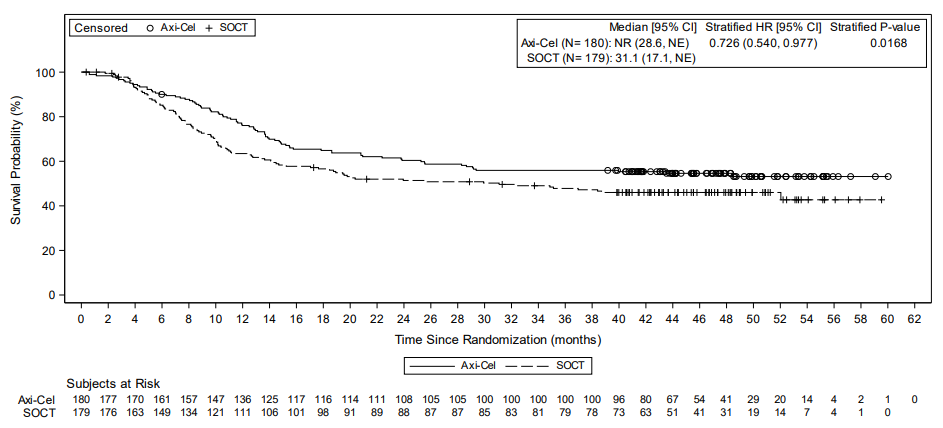 Censored Axi-Cel SOCT
Median [95% CI] Stratified HR [95% CI] Stratified P-value
Axi-Cel (N= 180): NR (28.6, NE) 0.726 (0.540, 0.977) 0.0168
SOCT (N= 179): 31.1 (17.1, NE)
Survival Probability (%)
100
80
60
40
20
0
0 2 4 6 8 10 12 14 16 18 20 22 24 26 28 30 32 34 36 38 40 42 44 46 48 50 52 54 56 58 60 62
Time Since Randomization (months)
Axi-Cel SOCT
Subjects at Risk
Axi-Cel 180 177 170 161 157 147 136 125 117 116 114 111 108 105 105 100 100 100 100 100 96 80 67 54 41 29 20 14 4 2 1 0
SOCT 179 176 163 149 134 121 111 106 101 98 91 89 88 87 87 85 83 81 79 78 73 63 51 41 31 19 14 7 4 1 0